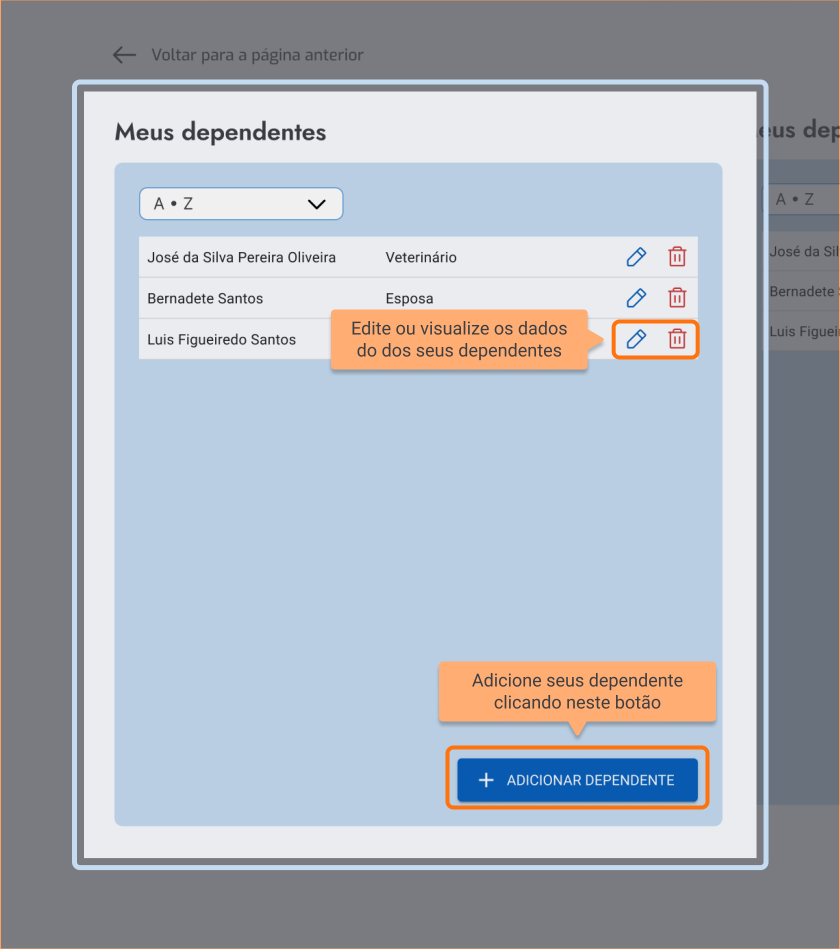 Voltar para a página anterior
Meus dependentes
A • Z
José da Silva Pereira Oliveira Veterinário
Bernadete Santos Esposa
Luis Figueiredo Santos
Edite ou visualize os dados
do dos seus dependentes
Adicione seus dependente
clicando neste botão
ADICIONAR DEPENDENTE
eus dep
A • Z
José da Sil
Bernadete
Luis Figuei